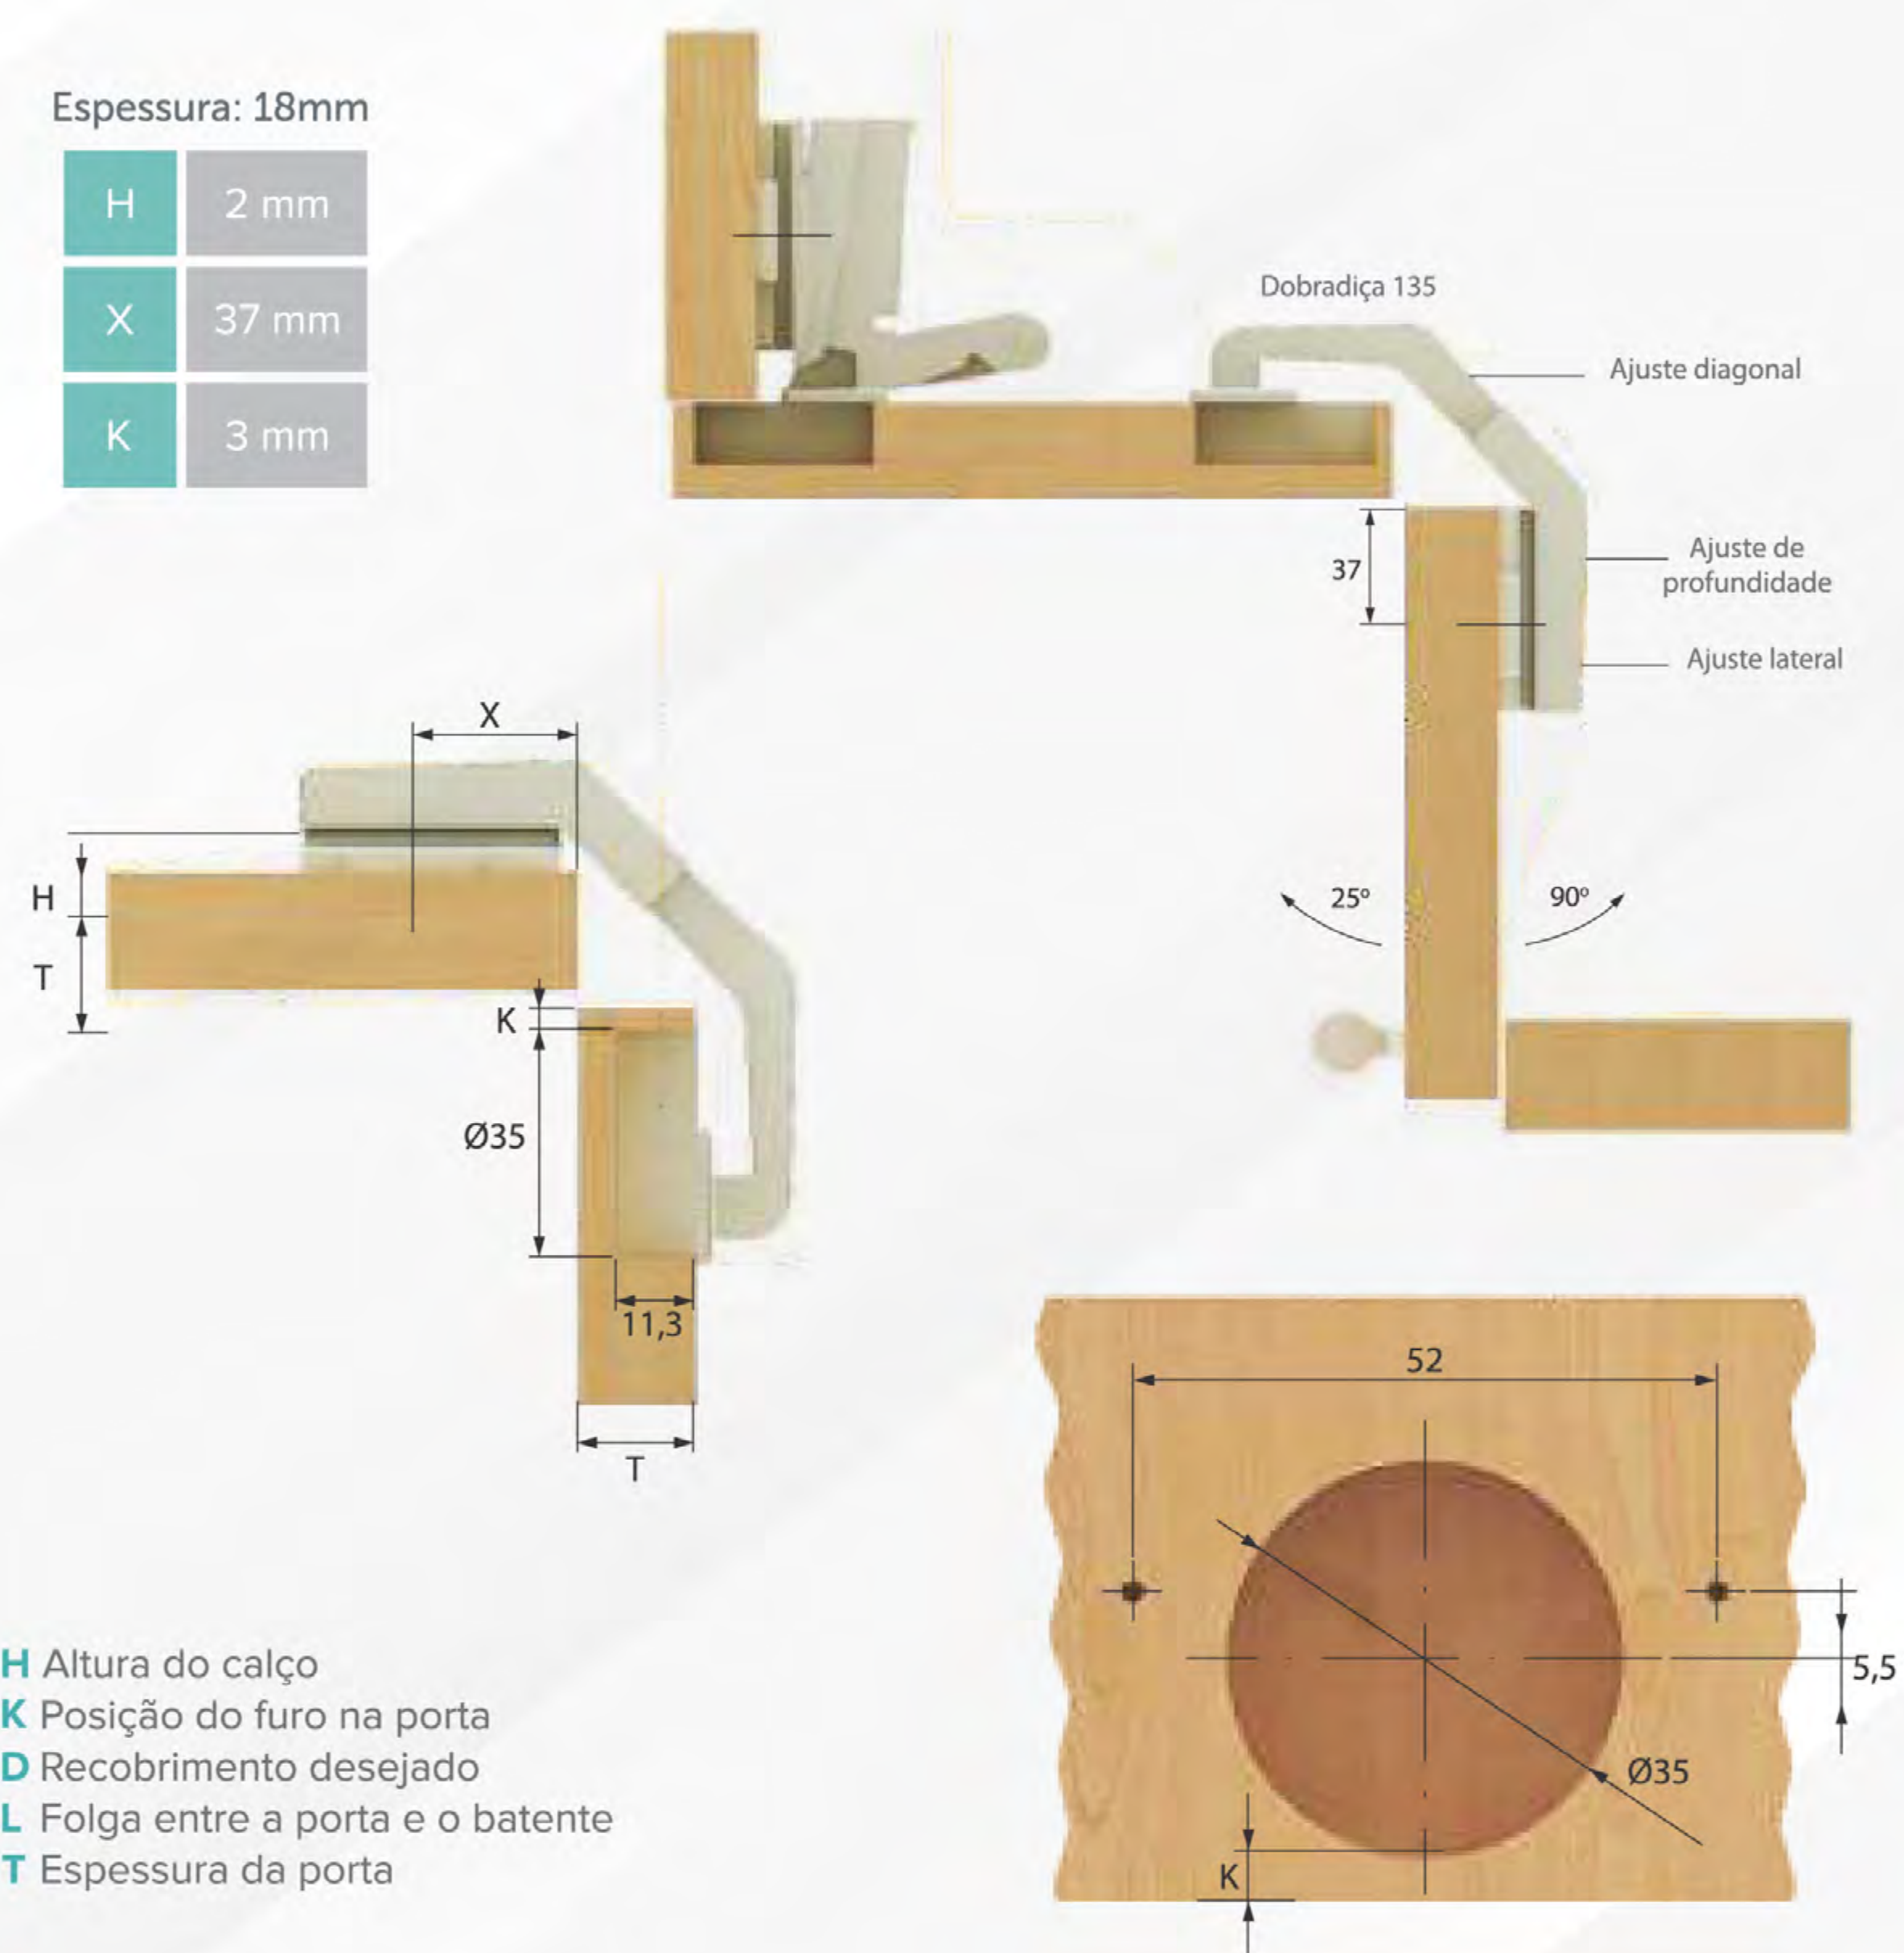 Espessura: 18mm
H 2 mm
X 37 mm
K 3 mm
Dobradiça 135
Ajuste diagonal
37
Ajuste de
profundidade
Ajuste lateral
X
H
T
K
25º
90º
Ø35
11,3
T
52
5,5
Ø35
K
H Altura do calço
K Posição do furo na porta
D Recobrimento desejado
L Folga entre a porta e o batente
T Espessura da porta